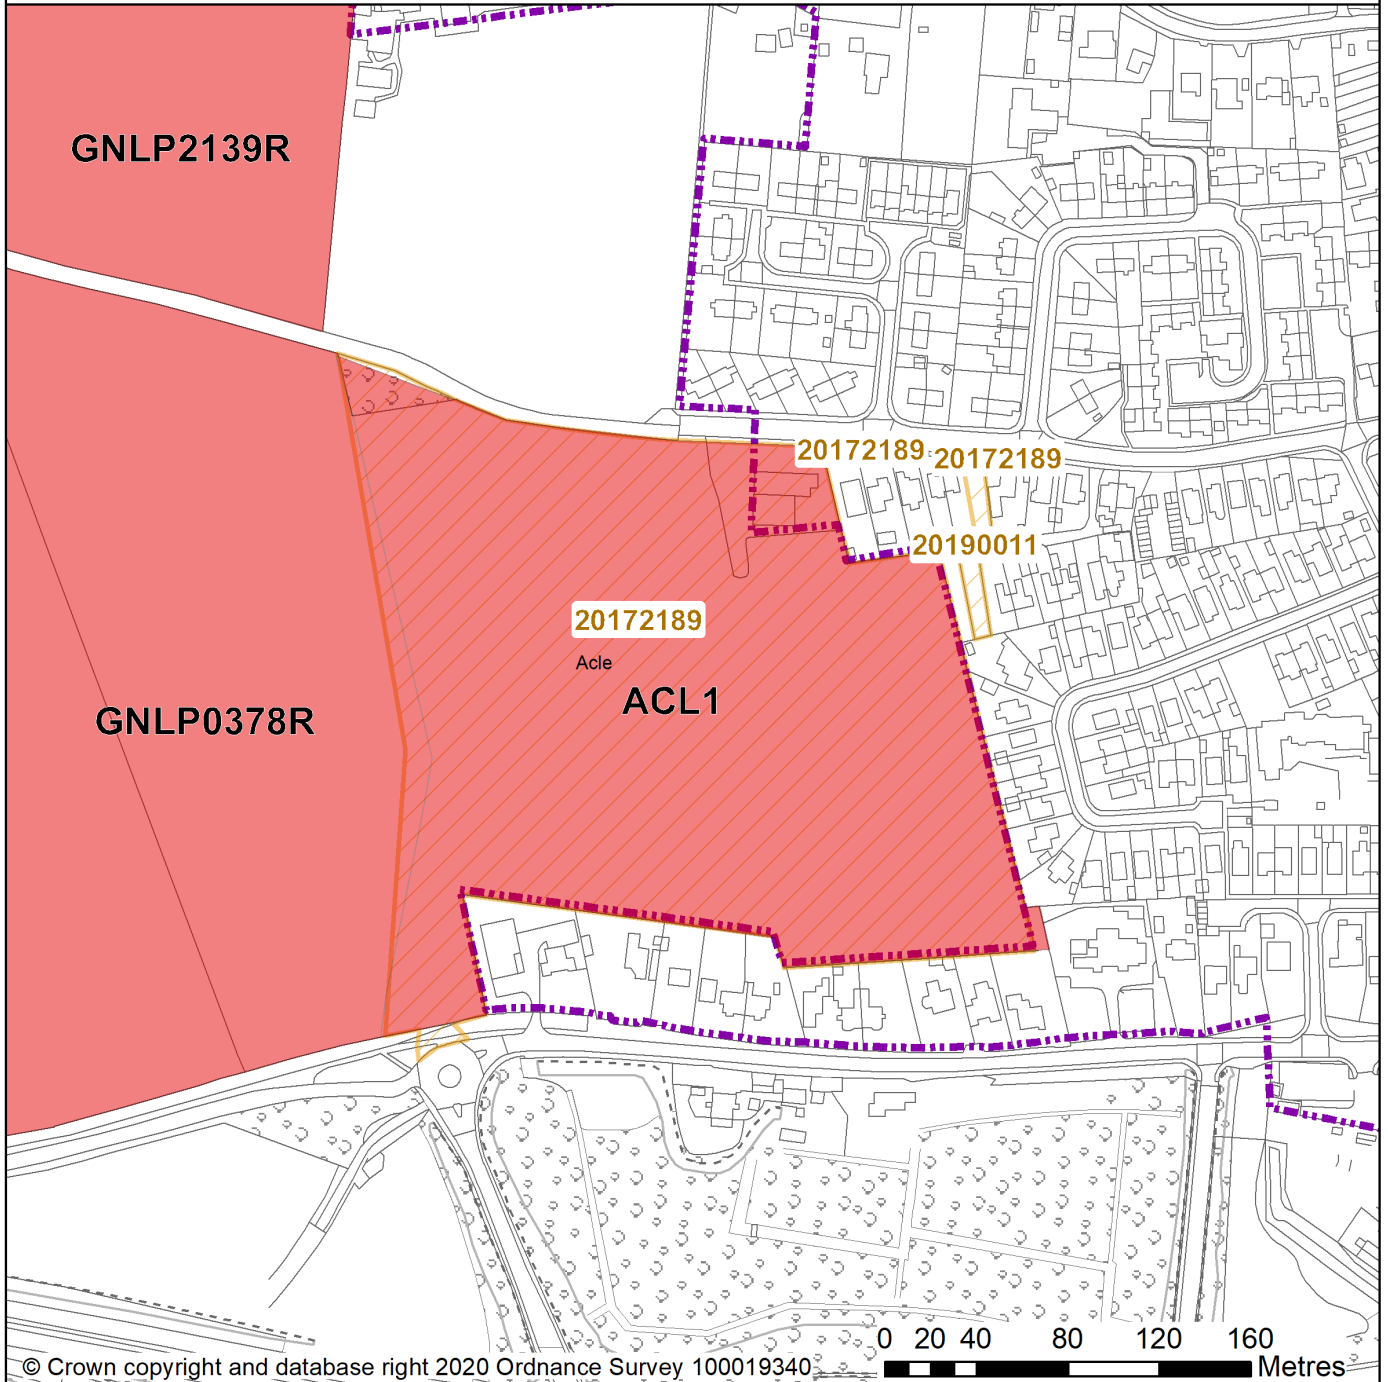 GNLP2139R
20172189
20172189
20190011
20172189
Acle
ACL1
GNLP0378R
0 20 40 80 120 160
Metres
© Crown copyright and database right 2020 Ordnance Survey 100019340